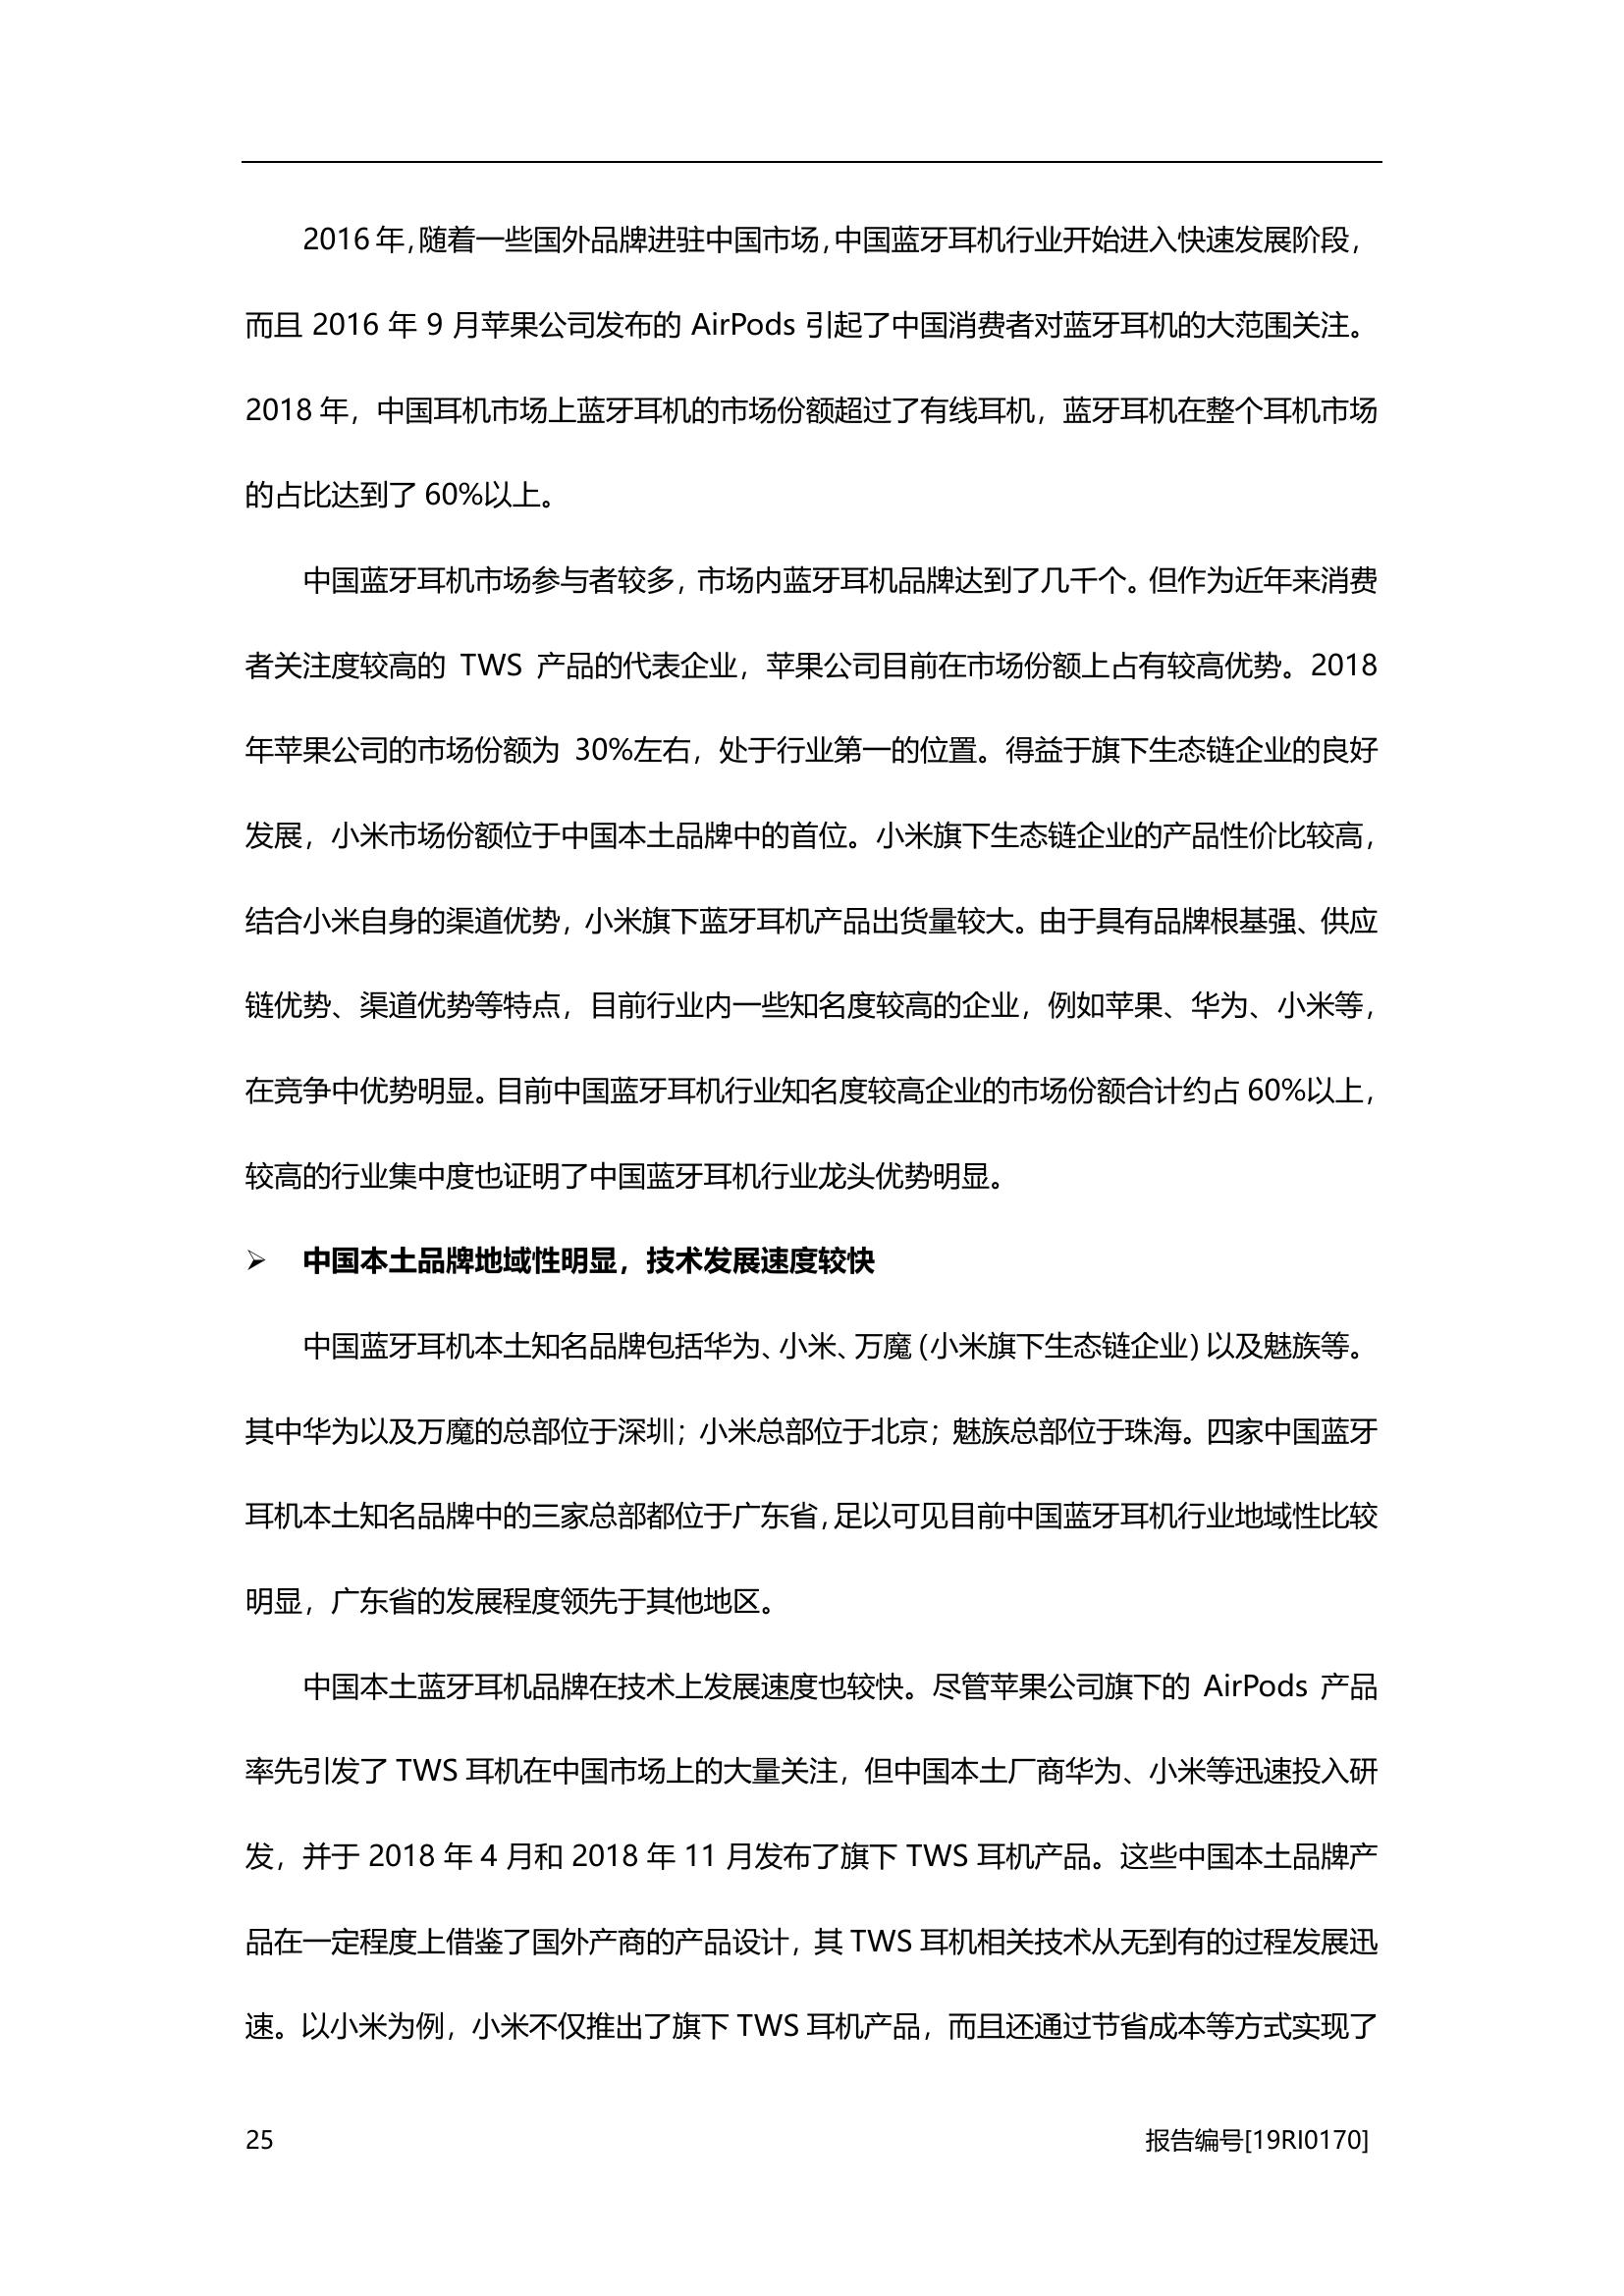 2016 年，随着一些国外品牌进驻中国市场，中国蓝牙耳机行业开始进入快速发展阶段，
而且 2016 年 9 月苹果公司发布的 AirPods 引起了中国消费者对蓝牙耳机的大范围关注。
2018 年，中国耳机市场上蓝牙耳机的市场份额超过了有线耳机，蓝牙耳机在整个耳机市场
的占比达到了 60%以上。
中国蓝牙耳机市场参与者较多，市场内蓝牙耳机品牌达到了几千个。但作为近年来消费
者关注度较高的 TWS 产品的代表企业，苹果公司目前在市场份额上占有较高优势。2018
年苹果公司的市场份额为 30%左右，处于行业第一的位置。得益于旗下生态链企业的良好
发展，小米市场份额位于中国本土品牌中的首位。小米旗下生态链企业的产品性价比较高，
结合小米自身的渠道优势，小米旗下蓝牙耳机产品出货量较大。由于具有品牌根基强、供应
链优势、渠道优势等特点，目前行业内一些知名度较高的企业，例如苹果、华为、小米等，
在竞争中优势明显。目前中国蓝牙耳机行业知名度较高企业的市场份额合计约占 60%以上，
较高的行业集中度也证明了中国蓝牙耳机行业龙头优势明显。
➢ 中国本土品牌地域性明显，技术发展速度较快
中国蓝牙耳机本土知名品牌包括华为、小米、万魔（小米旗下生态链企业）以及魅族等。
其中华为以及万魔的总部位于深圳；小米总部位于北京；魅族总部位于珠海。四家中国蓝牙
耳机本土知名品牌中的三家总部都位于广东省，足以可见目前中国蓝牙耳机行业地域性比较
明显，广东省的发展程度领先于其他地区。
中国本土蓝牙耳机品牌在技术上发展速度也较快。尽管苹果公司旗下的 AirPods 产品
率先引发了 TWS 耳机在中国市场上的大量关注，但中国本土厂商华为、小米等迅速投入研
发，并于 2018 年 4 月和 2018 年 11 月发布了旗下 TWS 耳机产品。这些中国本土品牌产
品在一定程度上借鉴了国外产商的产品设计，其 TWS 耳机相关技术从无到有的过程发展迅
速。以小米为例，小米不仅推出了旗下 TWS 耳机产品，而且还通过节省成本等方式实现了
25 报告编号[19RI0170]